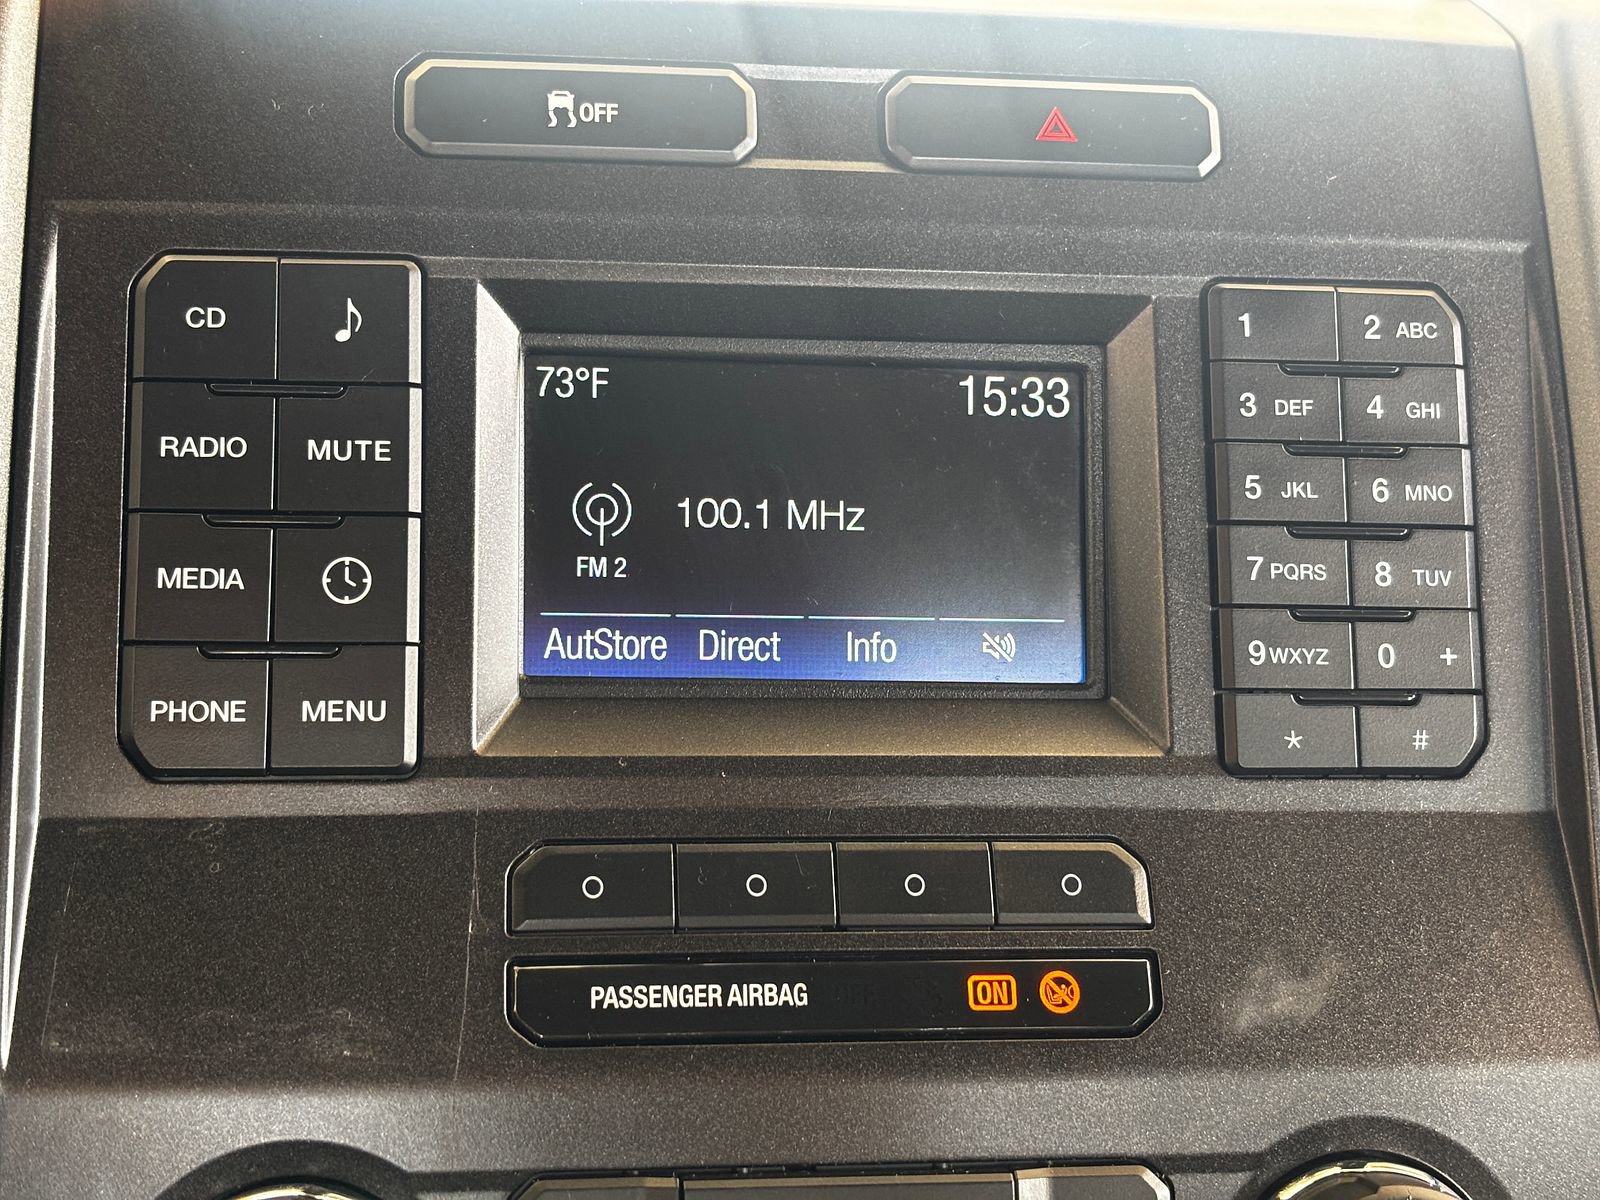 OFF
CD
RADIO MUTE
MEDIA
PHONE MENU
73°F 15:33
100.1 MHz
FM 2
AutStore Direct Info
1 2 ABC
3 DEF 4 GHI
5 JKL 6 MNO
7 PQRS 8 TUV
9 WXYZ 0 +
* #
PASSENGER AIRBAG OFF ON